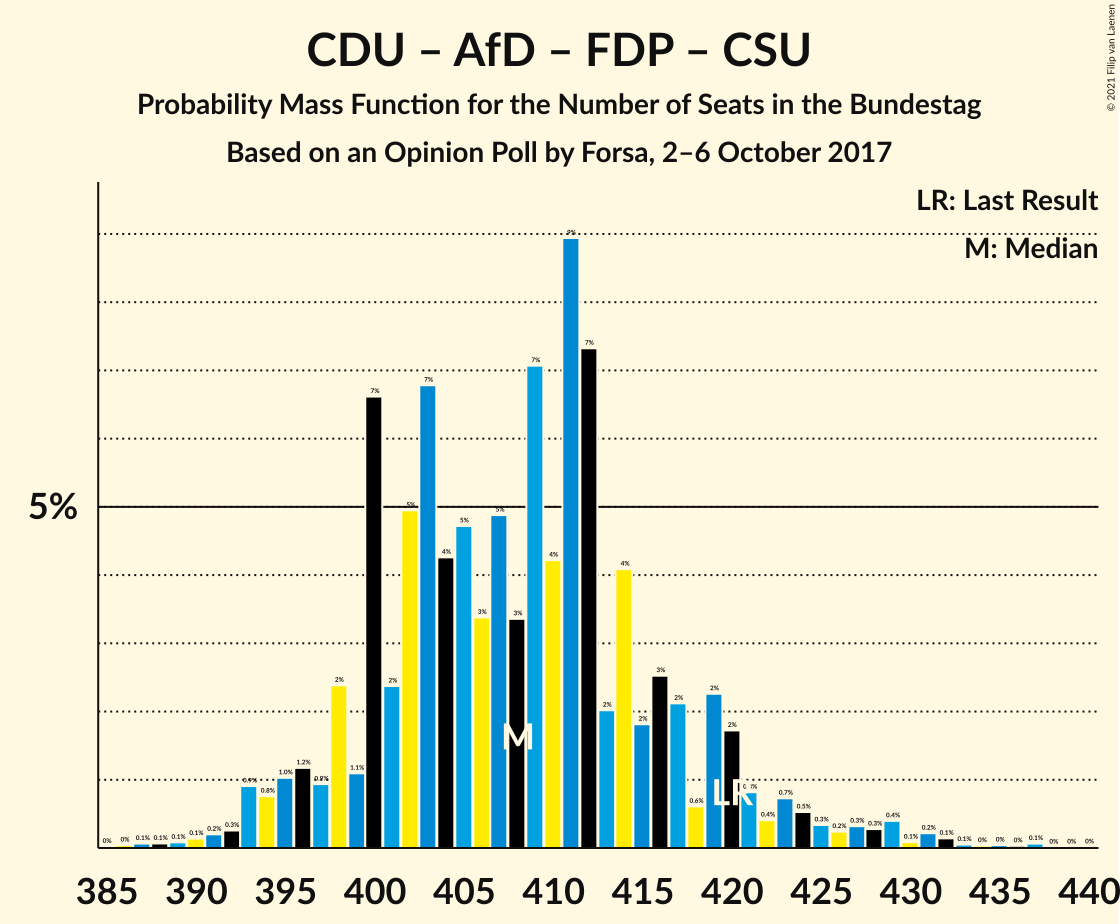 CDU – AfD – FDP – CSU
Probability Mass Function for the Number of Seats in the Bundestag
Based on an Opinion Poll by Forsa, 2–6 October 2017
© 2021 Filip van Laenen
LR: Last Result
M: Median
5%
0% 0% 0.1% 0.1% 0.1% 0.1% 0.2% 0.3% 0.9% 0.8% 1.0% 1.2% 0.9% 2% 1.1% 7% 2% 5% 7% 4% 5% 3% 5% 3% 7% 4% 9% 7% 2% 4% 2% 3% 2% 0.6% 2% 2% 0.4% 0.7% 0.5% 0.3% 0.2% 0.3% 0.3% 0.4% 0.1% 0.2% 0.1% 0% 0% 0% 0% 0.1% 0% 0% 0%
M
LR
385 390 395 400 405 410 415 420 425 430 435 440